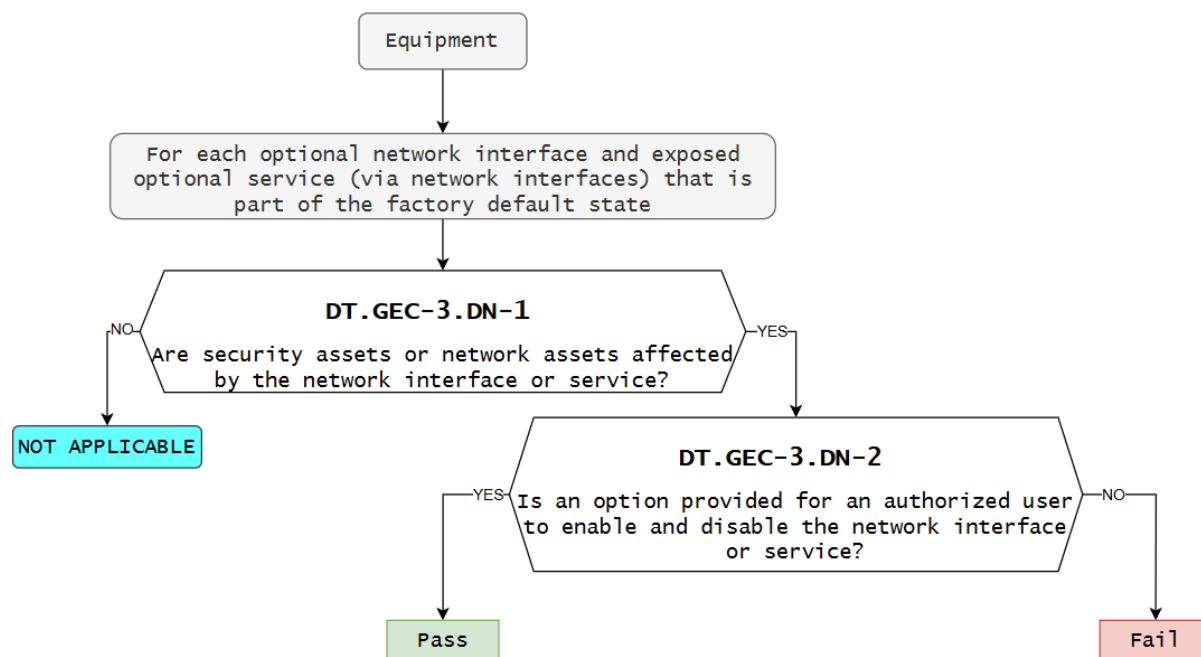 Equipment
For each optional network interface and exposed
optional service (via network interfaces) that is
part of the factory default state
DT.GEC-3.DN-1
NO
YES
Are security assets or network assets affected
by the network interface or service?
NOT APPLICABLE
DT.GEC-3.DN-2
YES
Is an option provided for an authorized user
NO
to enable and disable the network interface
or service?
Pass
Fail